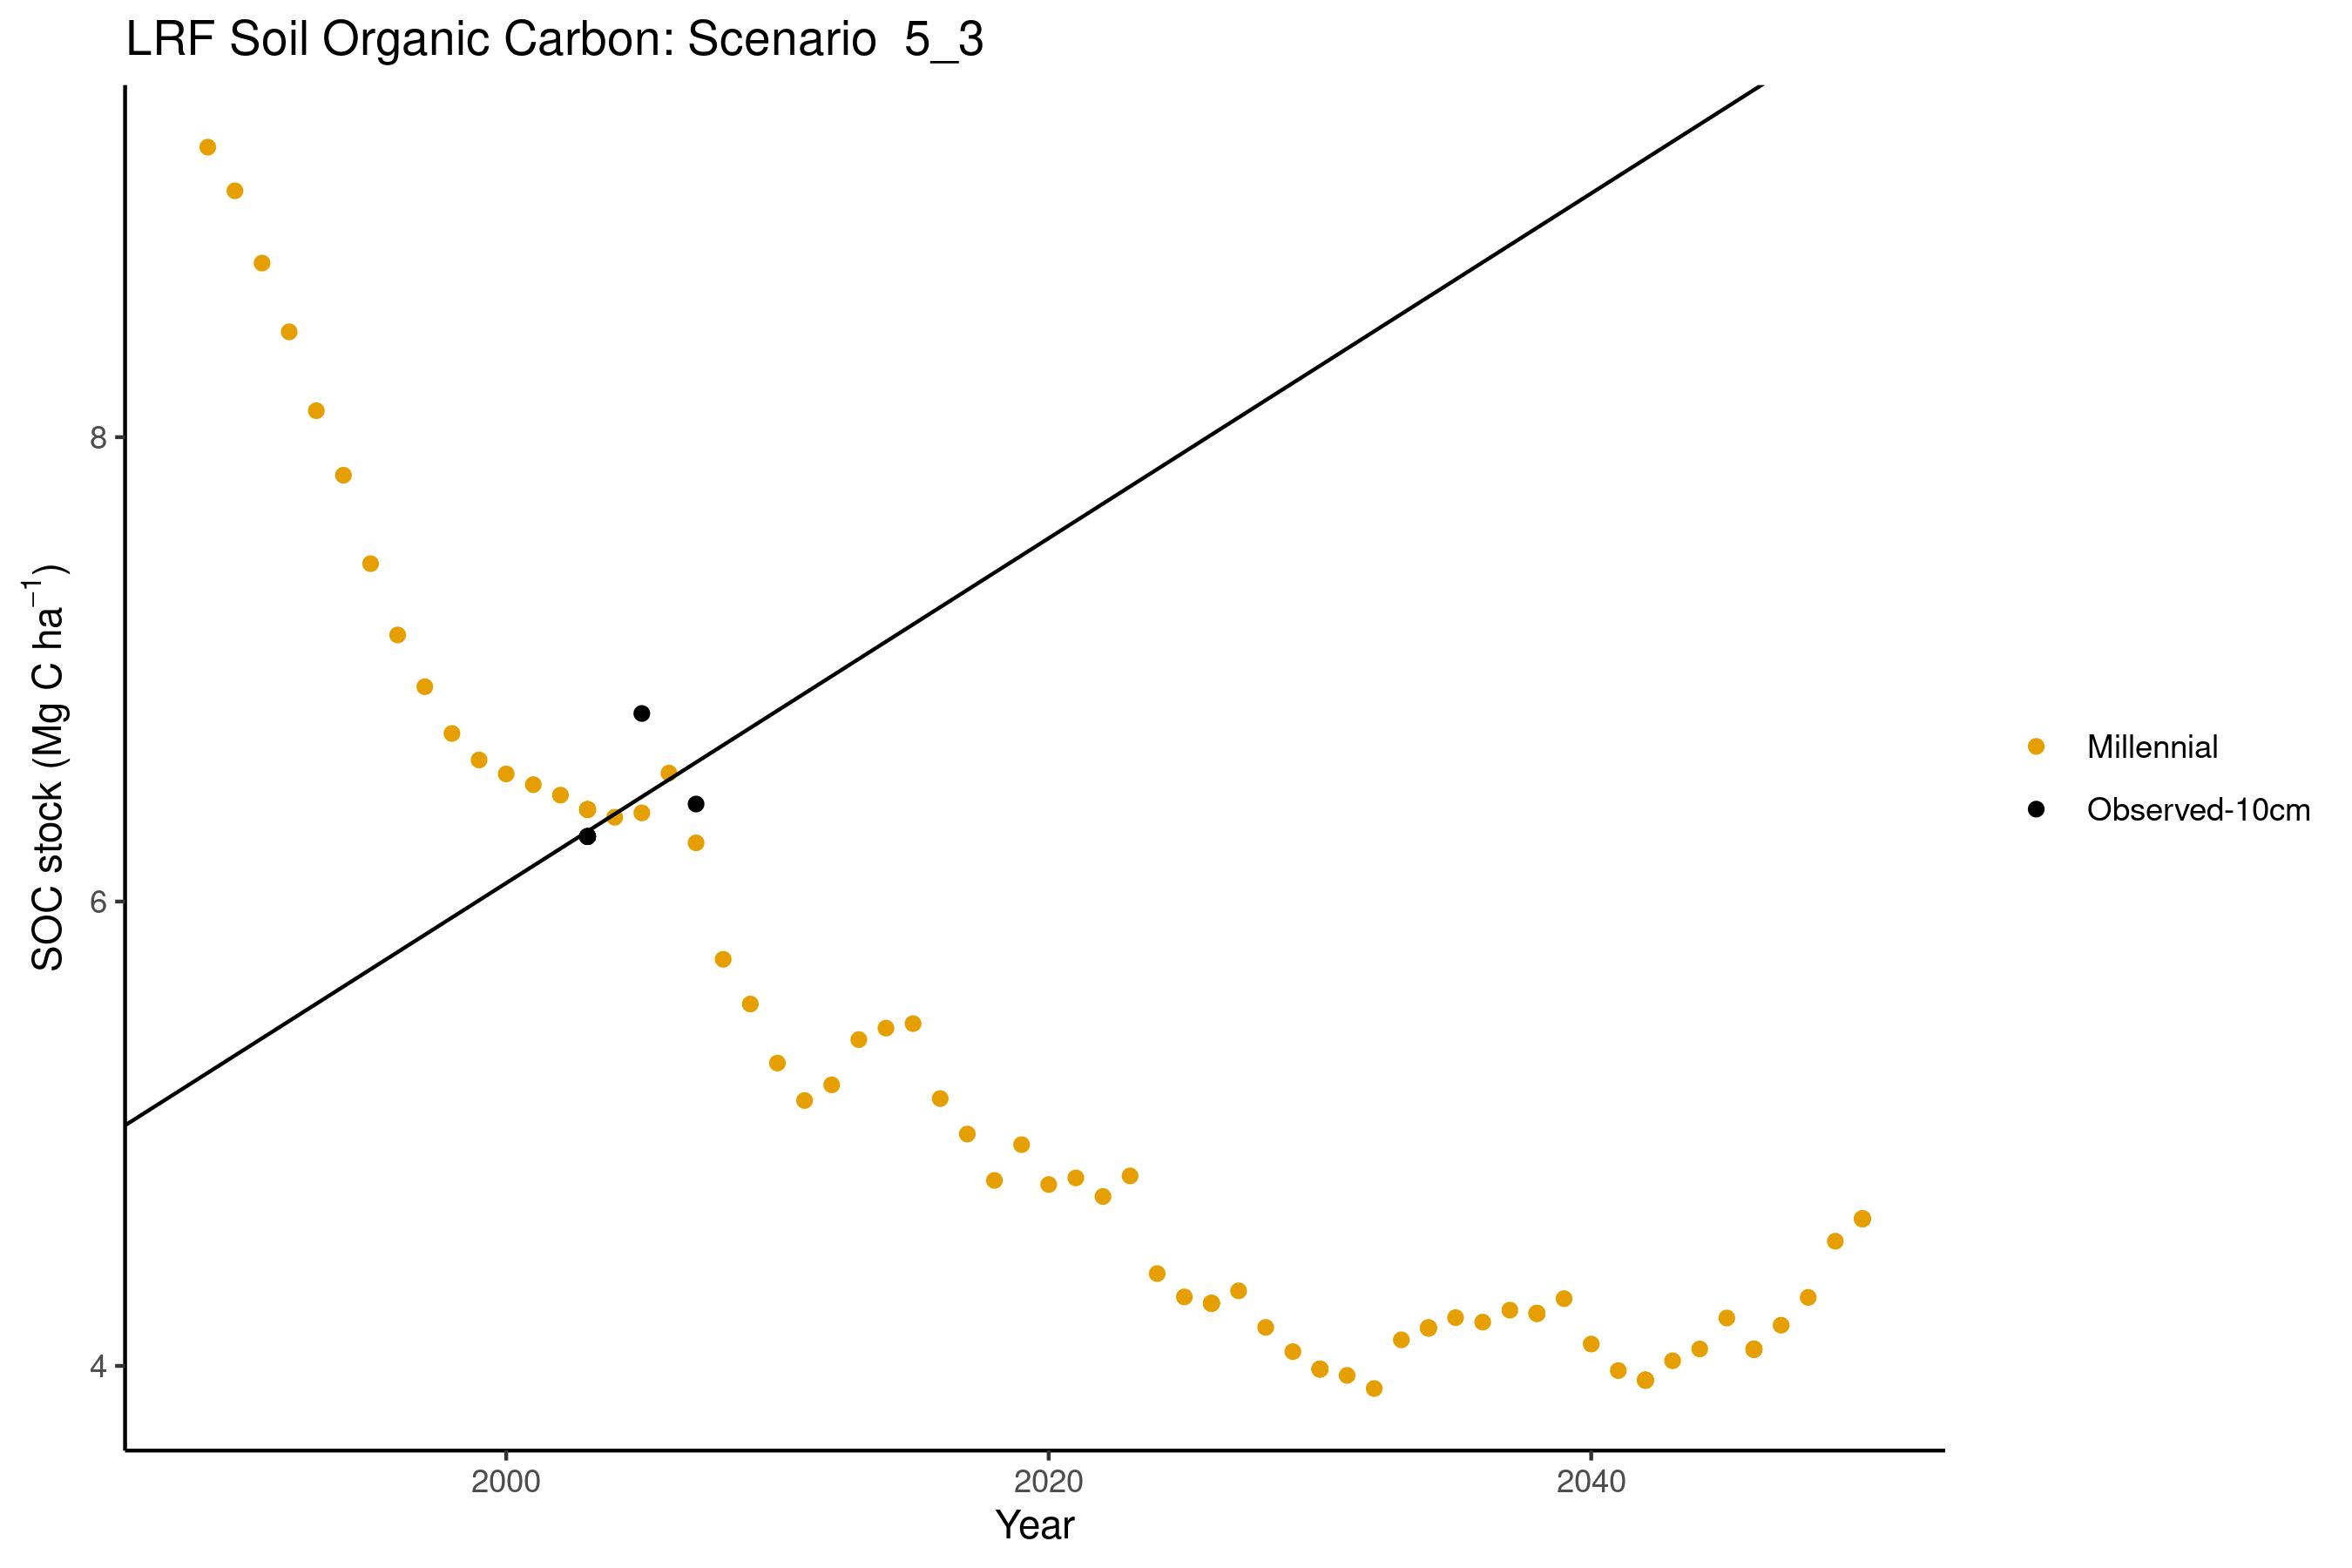 LRF Soil Organic Carbon: Scenario  5_3
SOC stock (Mg C ha⁻¹)
8
6
4
2000
2020
2040
Year
Millennial
Observed-10cm